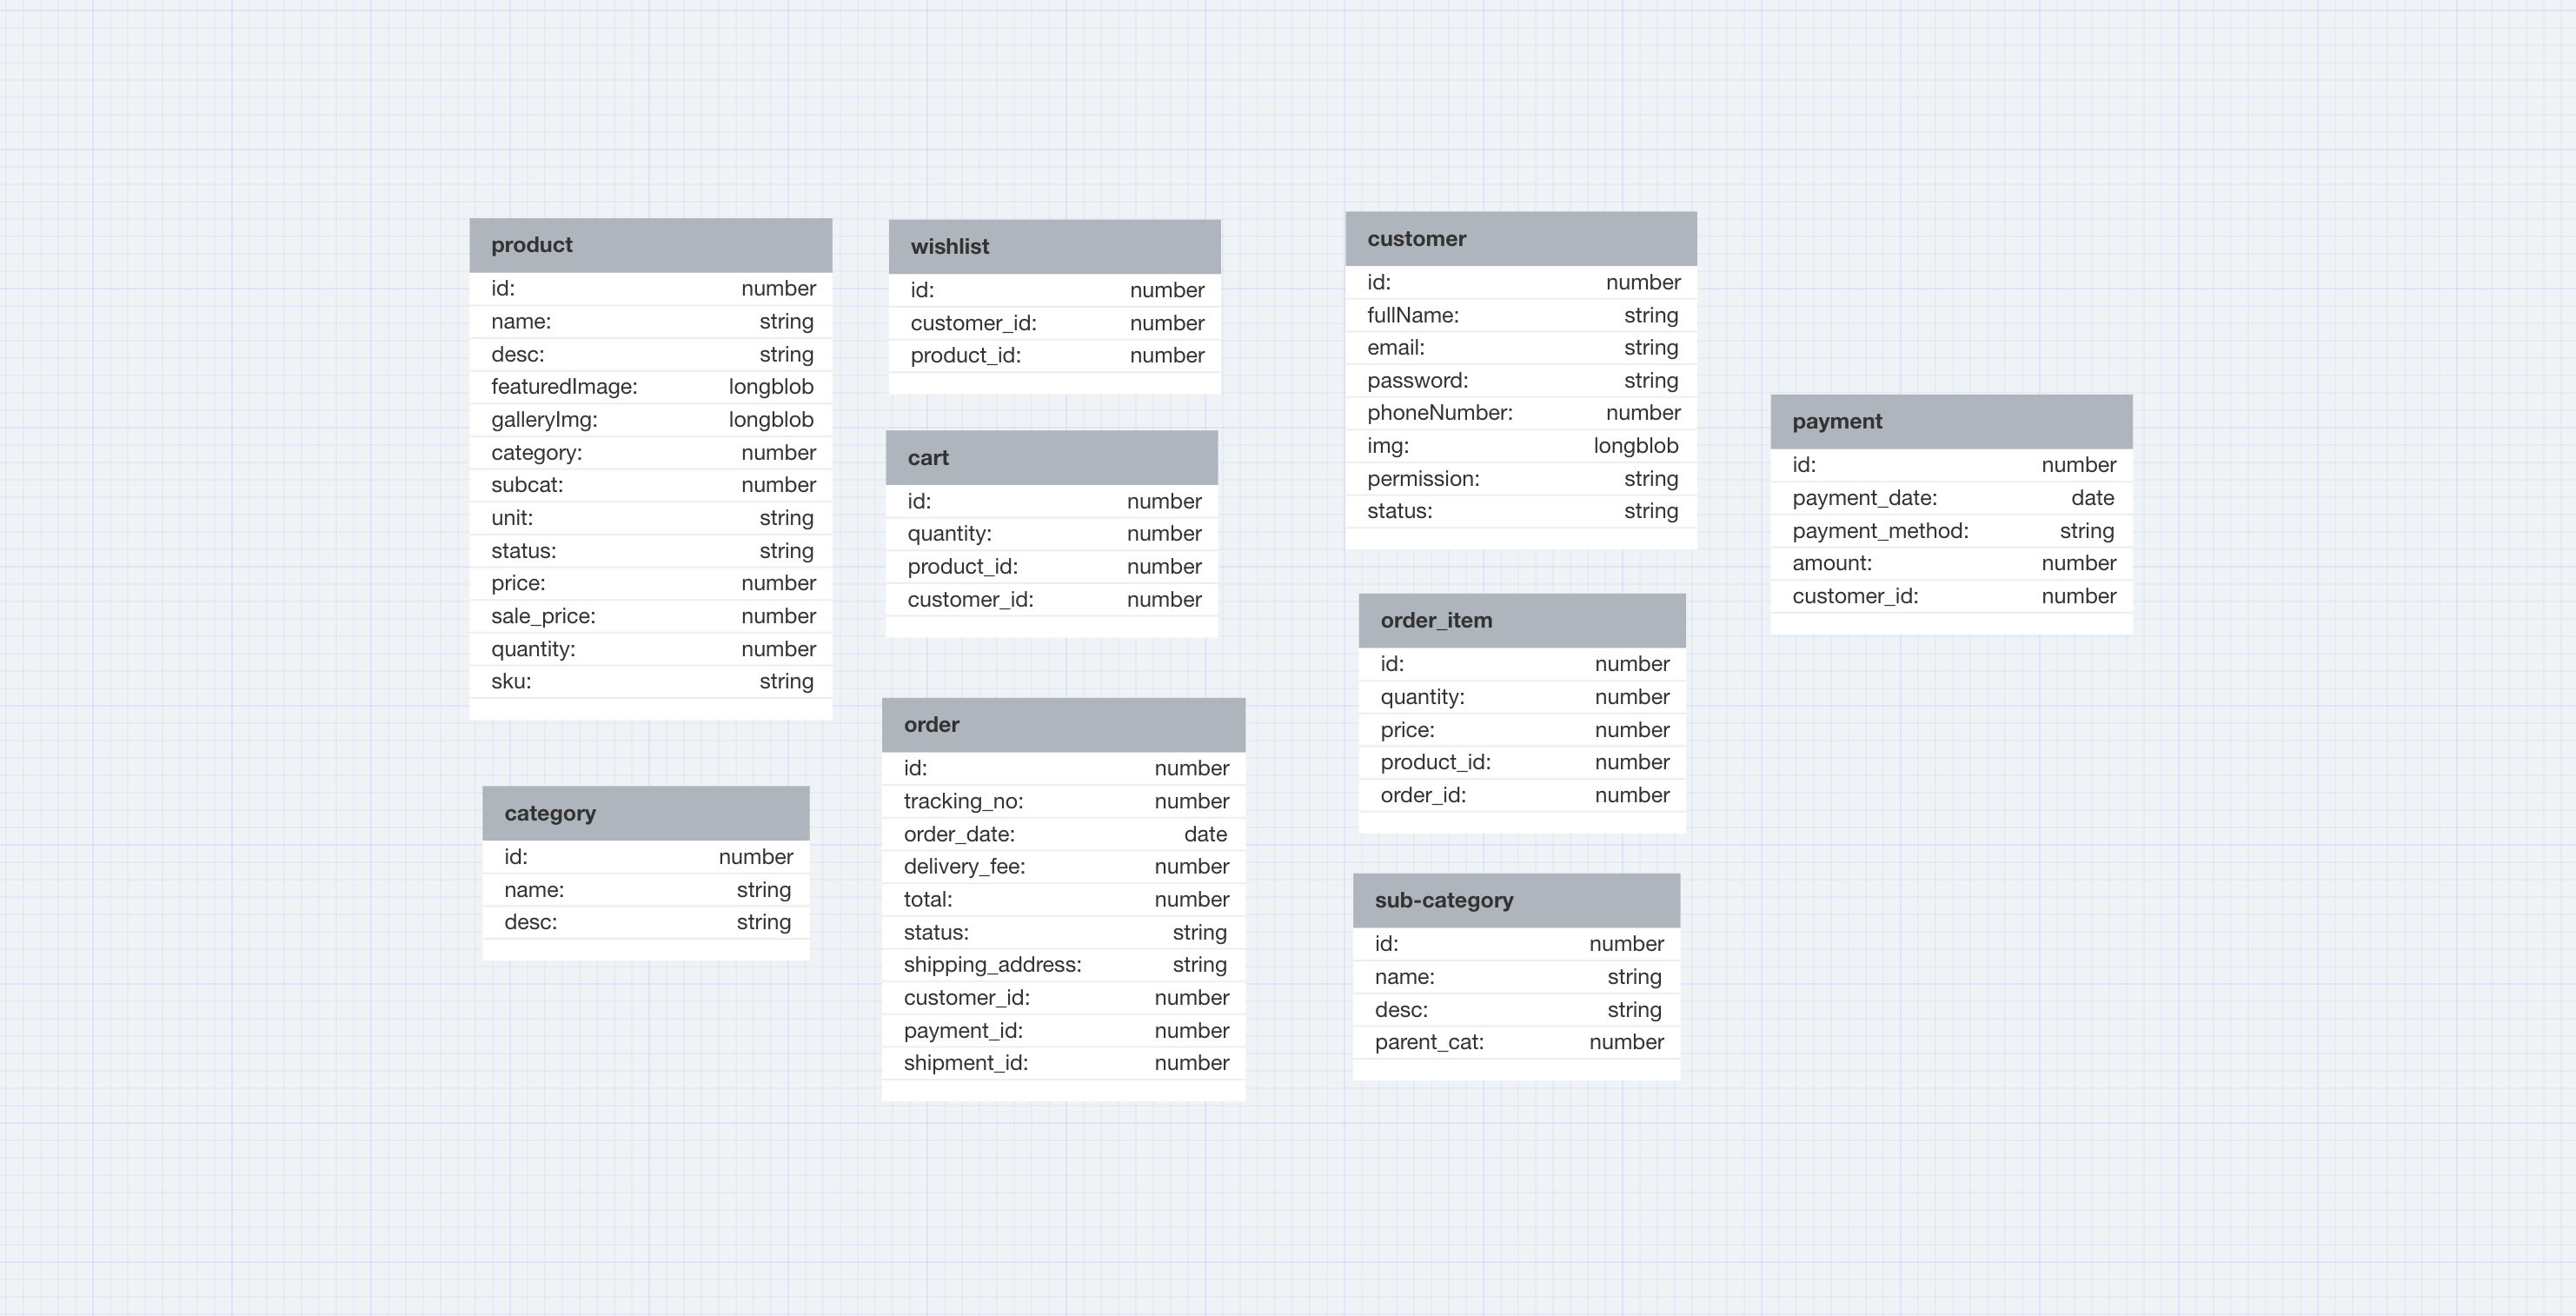 product
id: number
name: string
desc: string
featuredImage: longblob
galleryImg: longblob
category: number
subcat: number
unit: string
status: string
price: number
sale_price: number
quantity: number
sku: string
category
id: number
name: string
desc: string
wishlist
id: number
customer_id: number
product_id: number
cart
id: number
quantity: number
product_id: number
customer_id: number
order
id: number
tracking_no: number
order_date: date
delivery_fee: number
total: number
status: string
shipping_address: string
customer_id: number
payment_id: number
shipment_id: number
customer
id: number
fullName: string
email: string
password: string
phoneNumber: number
img: longblob
permission: string
status: string
order_item
id: number
quantity: number
price: number
product_id: number
order_id: number
sub-category
id: number
name: string
desc: string
parent_cat: number
payment
id: number
payment_date: date
payment_method: string
amount: number
customer_id: number